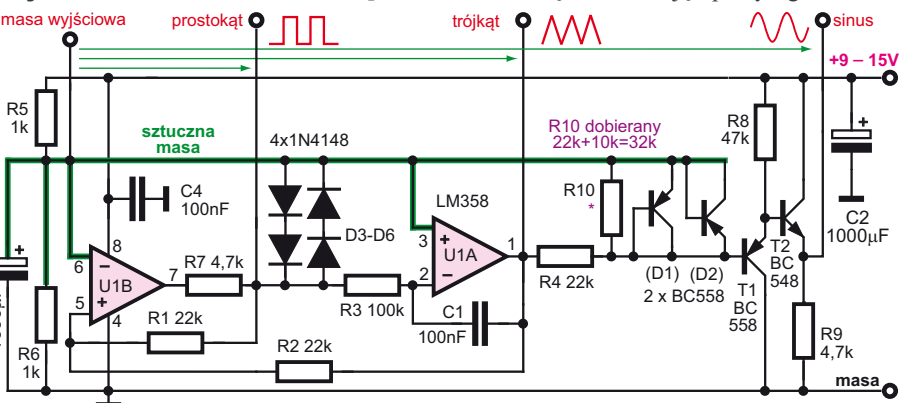 masa wyjściowa
prostokąt
trójkąt
sinus
+9 – 15V
R5
1k
sztuczna
masa
4x1N4148
R10 dobierany
22k+10k=32k
R8
47k
+
C4
100nF
LM358
R10
*
C2
1000µF
+
D3-D6
8
6
–
U1B
7
5
+
4
R7 4,7k
3
+
U1A
1
2
–
R4 22k
(D1)
(D2)
2 x BC558
T2
BC
548
T1
BC
558
R3 100k
C1
100nF
R1 22k
R2 22k
R6
1k
R9
4,7k
masa